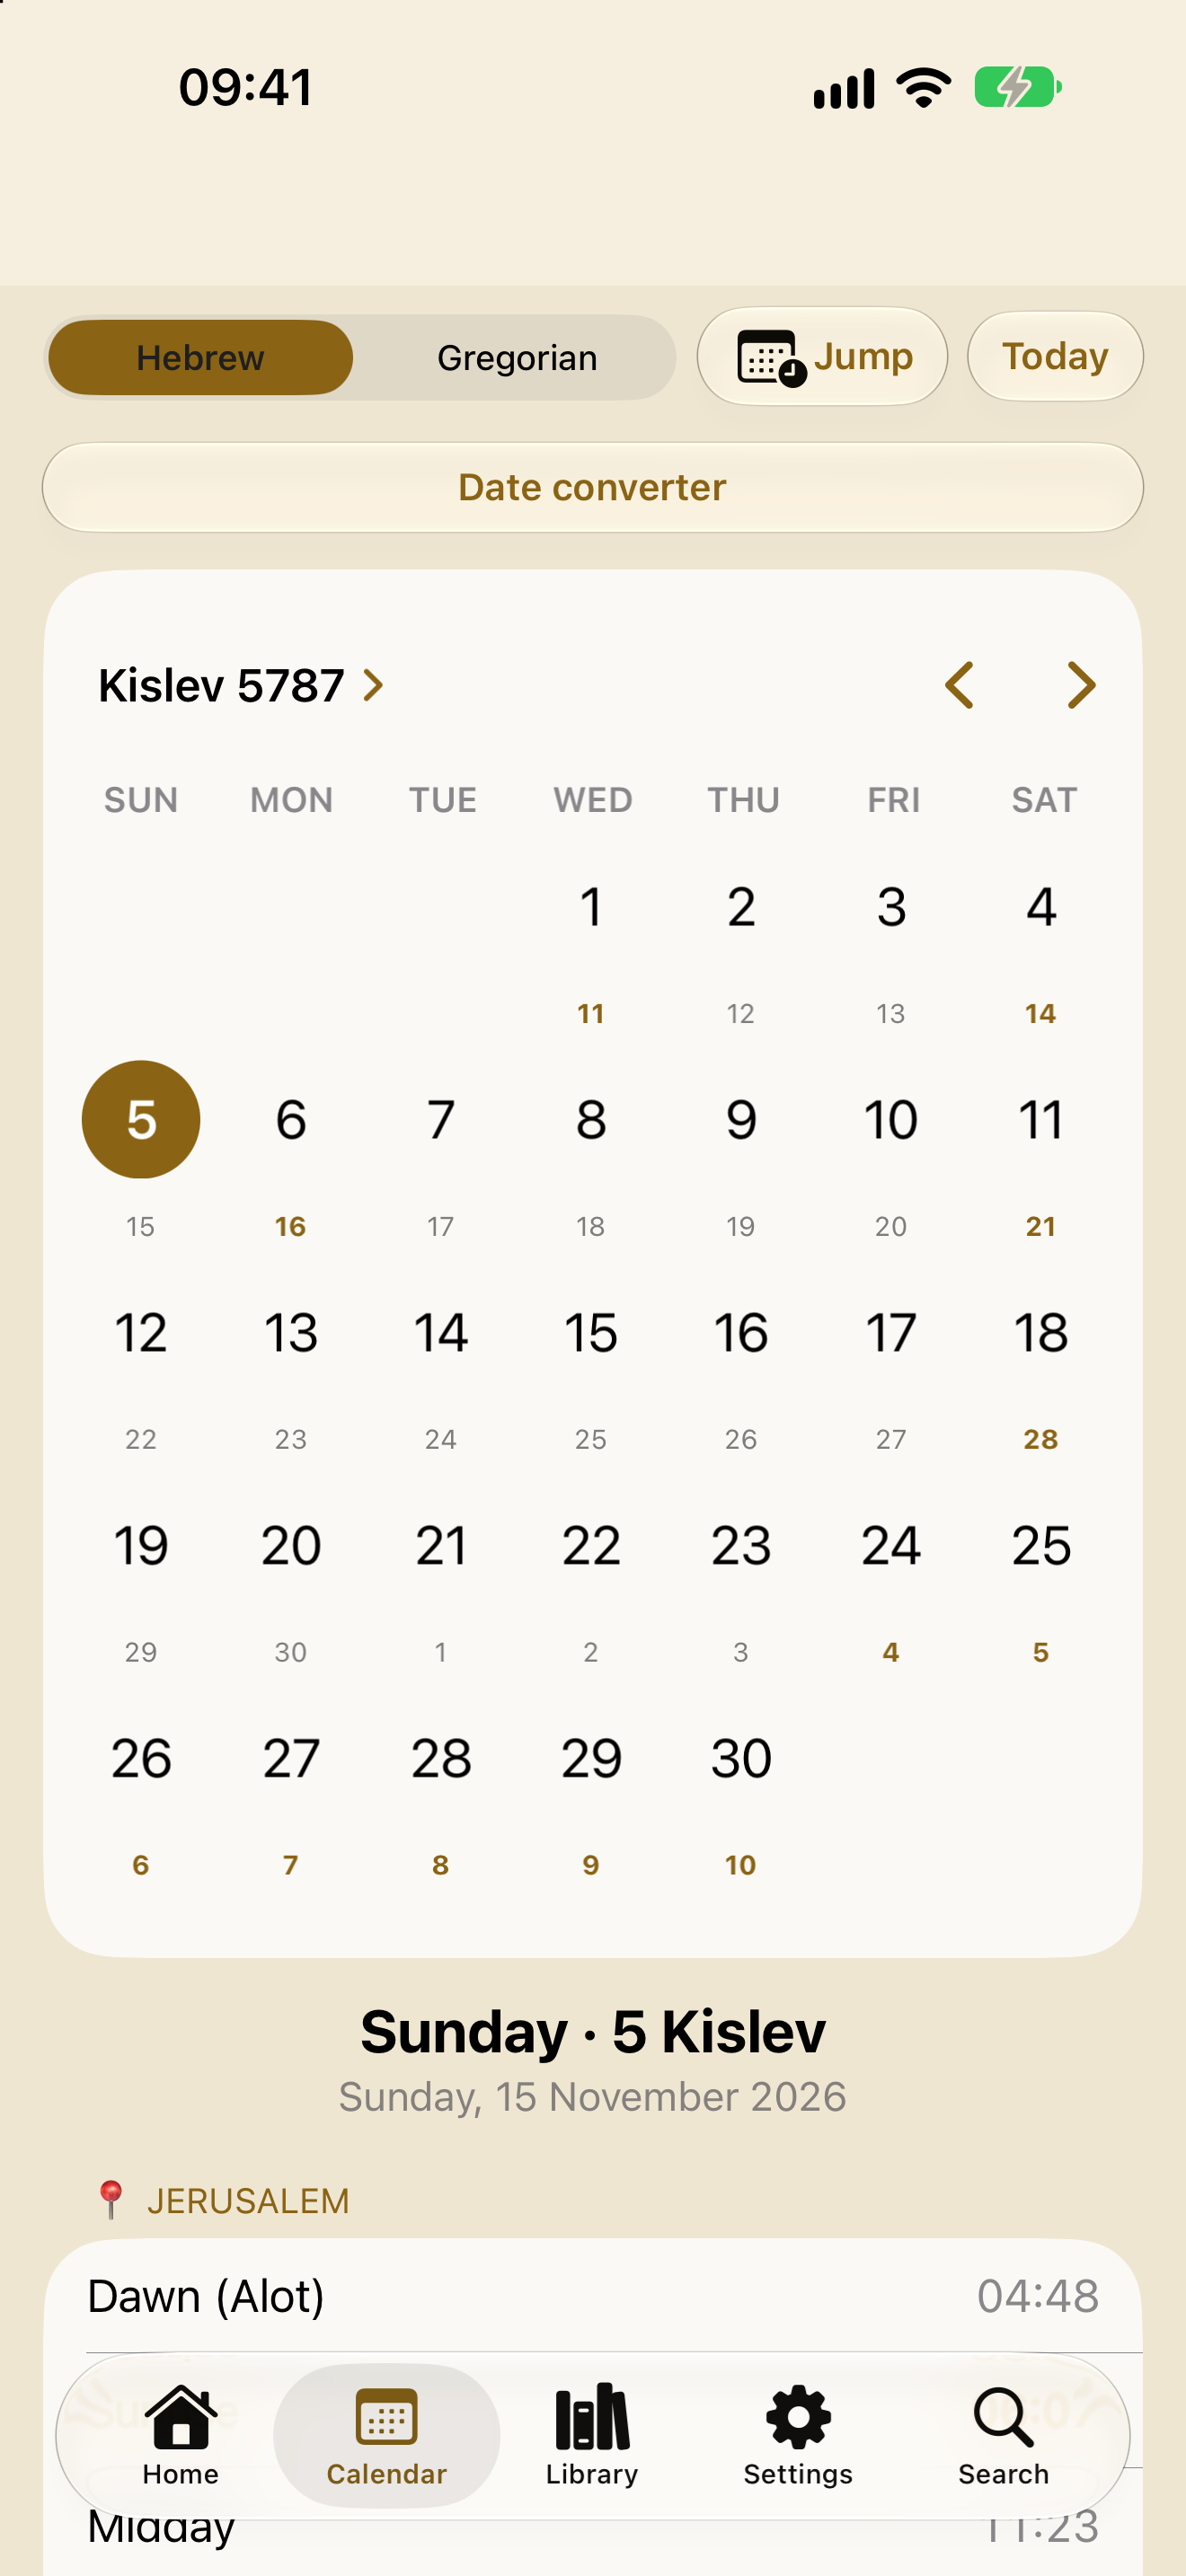 09:41
Hebrew Gregorian Jump Today
Date converter
Kislev 5787
SUN MON TUE WED THU FRI SAT
1 2 3 4
11 12 13 14
5 6 7 8 9 10 11
15 16 17 18 19 20 21
12 13 14 15 16 17 18
22 23 24 25 26 27 28
19 20 21 22 23 24 25
29 30 1 2 3 4 5
26 27 28 29 30
6 7 8 9 10
Sunday · 5 Kislev
Sunday, 15 November 2026
JERUSALEM
Dawn (Alot) 04:48
Home Calendar Library Settings Search
Midday 11:23